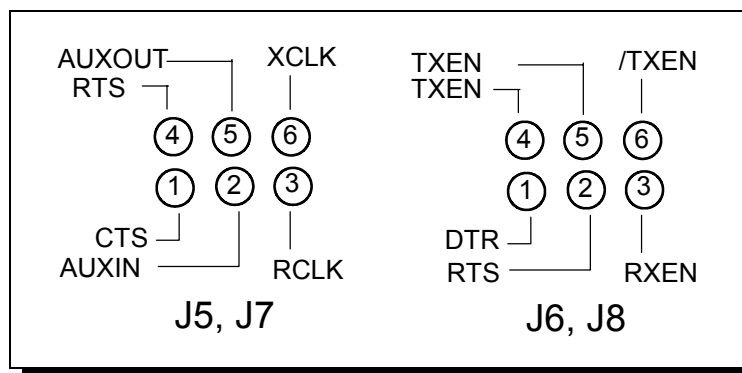 AUXOUT XCLK
RTS
4 5 6
1 2 3
CTS
AUXIN RCLK
J5, J7
TXEN /TXEN
TXEN
4 5 6
1 2 3
DTR
RTS RXEN
J6, J8